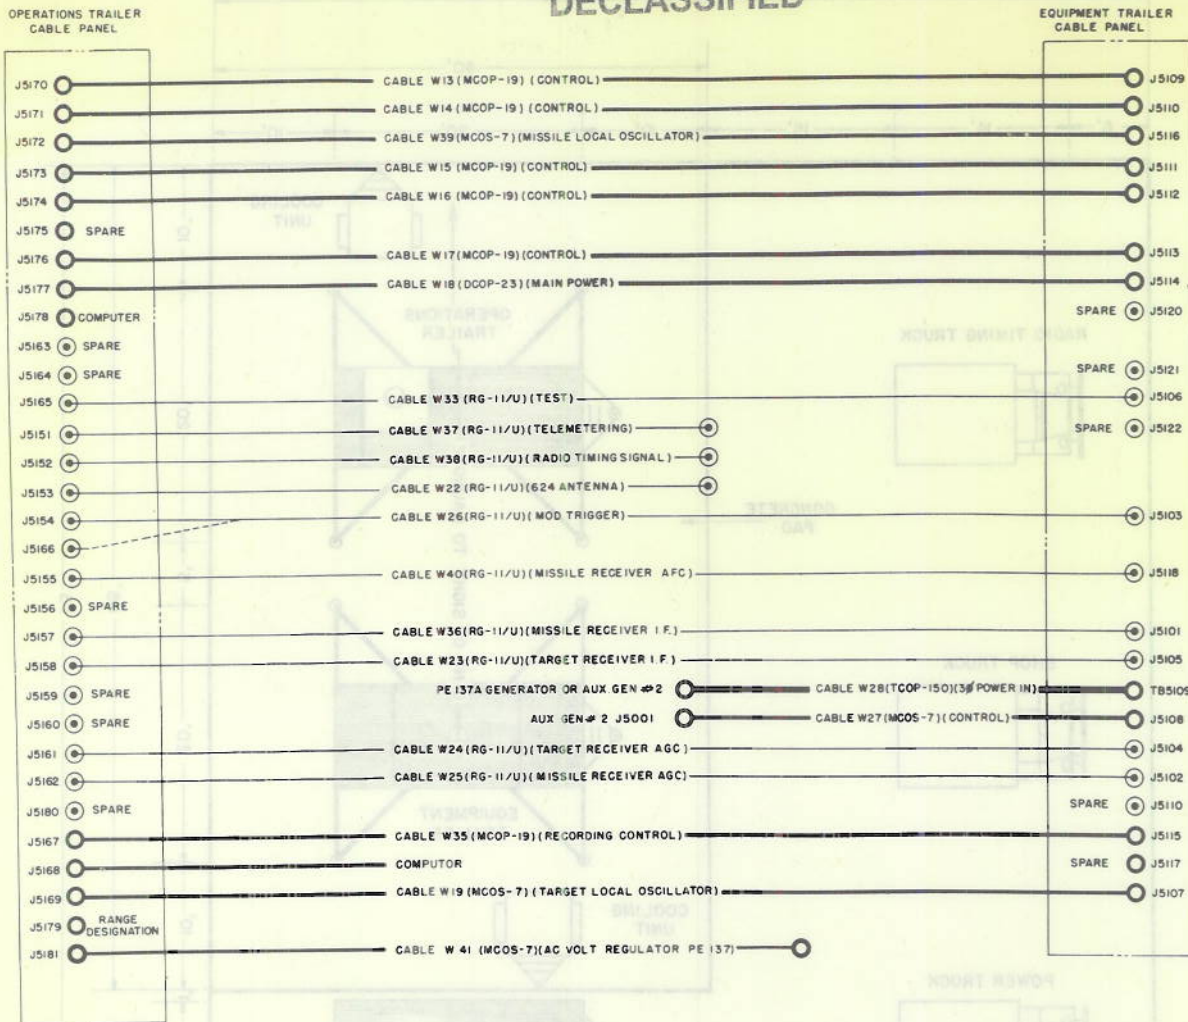 DECLASSIFIED
OPERATIONS TRAILER
CABLE PANEL
EQUIPMENT TRAILER
CABLE PANEL
J5170 CABLE W13 (MCOP-19) (CONTROL) J5109
J5171 CABLE W14 (MCOP-19) (CONTROL) J5110
J5172 CABLE W39 (MCOS-7) (MISSILE LOCAL OSCILLATOR) J5116
J5173 CABLE W15 (MCOP-19) (CONTROL) J5111
J5174 CABLE W16 (MCOP-19) (CONTROL) J5112
J5175 SPARE
J5176 CABLE W17 (MCOP-19) (CONTROL) J5113
J5177 CABLE W18 (DCOP-23) (MAIN POWER) J5114
J5178 COMPUTER SPARE J5120
J5163 SPARE
J5164 SPARE SPARE J5121
J5165 CABLE W33 (RG-11/U) (TEST) J5106
J5151 CABLE W37 (RG-11/U) (TELEMETERING) SPARE J5122
J5152 CABLE W38 (RG-11/U) (RADIO TIMING SIGNAL)
J5153 CABLE W22 (RG-11/U) (624 ANTENNA)
J5154 CABLE W26 (RG-11/U) (MOD TRIGGER) J5103
J5166
J5155 CABLE W40 (RG-11/U) (MISSILE RECEIVER AFC) J5118
J5156 SPARE
J5157 CABLE W36 (RG-11/U) (MISSILE RECEIVER I.F.) J5101
J5158 CABLE W23 (RG-11/U) (TARGET RECEIVER I.F.) J5105
J5159 SPARE PE 137A GENERATOR OR AUX. GEN #2 CABLE W28 (TCOP-150) (3∅ POWER IN) TB5109
J5160 SPARE AUX GEN # 2 J5001 CABLE W27 (MCOS-7) (CONTROL) J5108
J5161 CABLE W24 (RG-11/U) (TARGET RECEIVER AGC) J5104
J5162 CABLE W25 (RG-11/U) (MISSILE RECEIVER AGC) J5102
J5180 SPARE SPARE J5110
J5167 CABLE W35 (MCOP-19) (RECORDING CONTROL) J5115
J5168 COMPUTOR SPARE J5117
J5169 CABLE W19 (MCOS-7) (TARGET LOCAL OSCILLATOR) J5107
J5179 RANGE
DESIGNATION
J5181 CABLE W 41 (MCOS-7) (AC VOLT REGULATOR PE 137)